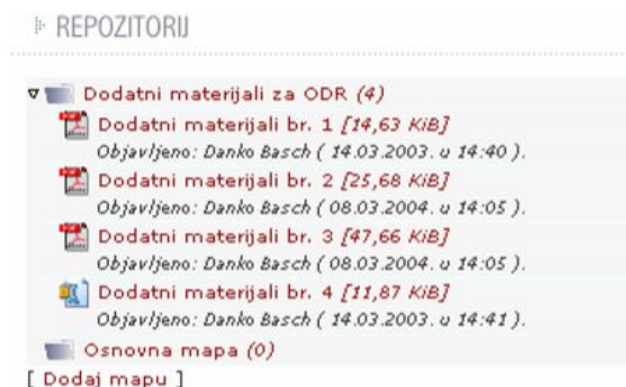 REPOZITORIJ
Dodatni materijali za ODR (4)
Dodatni materijali br. 1 [14,63 KiB]
Objavljeno: Danko Basch ( 14.03.2003. u 14:40 ).
Dodatni materijali br. 2 [25,68 KiB]
Objavljeno: Danko Basch ( 08.03.2004. u 14:05 ).
Dodatni materijali br. 3 [47,66 KiB]
Objavljeno: Danko Basch ( 08.03.2004. u 14:05 ).
Dodatni materijali br. 4 [11,87 KiB]
Objavljeno: Danko Basch ( 14.03.2003. u 14:41 ).
Osnovna mapa (0)
[ Dodaj mapu ]